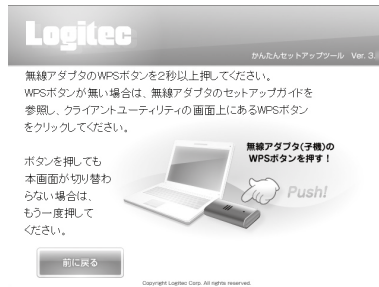 Logitec
かんたんセットアップツール Ver. 3.
無線アダプタのWPSボタンを2秒以上押してください。
WPSボタンが無い場合は、無線アダプタのセットアップガイドを
参照し、クライアントユーティリティの画面上にあるWPSボタン
をクリックしてください。
ボタンを押しても
本画面が切り替わ
らない場合は、
もう一度押して
ください。
無線アダプタ(子機)の
WPSボタンを押す！
Push!
前に戻る
Copyright Logitec Corp. All rights reserved.